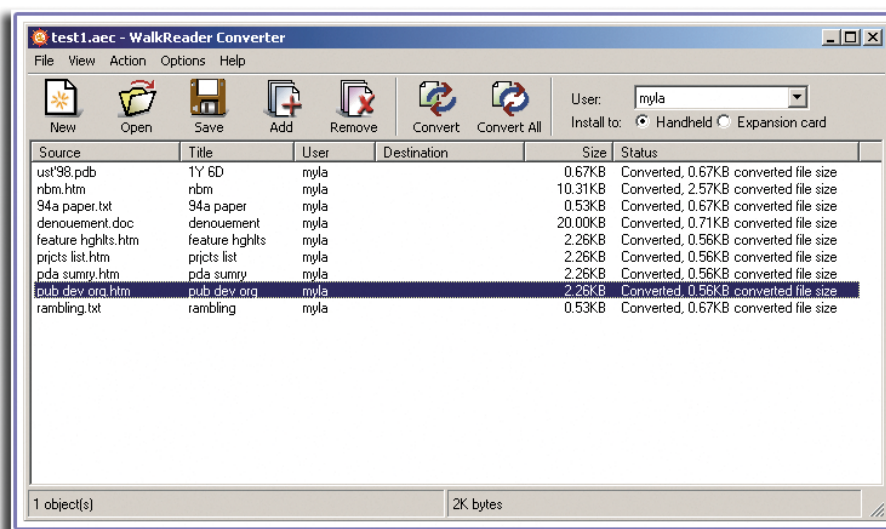 test1.aec - WalkReader Converter
File View Action Options Help
New Open Save Add Remove Convert Convert All
User: myla
Install to: Handheld Expansion card
Source Title User Destination Size Status
ust'98.pdb 1Y 6D myla 0.67KB Converted, 0.67KB converted file size
nbm.htm nbm myla 10.31KB Converted, 2.57KB converted file size
94a paper.txt 94a paper myla 0.53KB Converted, 0.67KB converted file size
denouement.doc denouement myla 20.00KB Converted, 0.71KB converted file size
feature hghlts.htm feature hghlts myla 2.26KB Converted, 0.56KB converted file size
prjcts list.htm prjcts list myla 2.26KB Converted, 0.56KB converted file size
pda sumry.htm pda sumry myla 2.26KB Converted, 0.56KB converted file size
pub dev org.htm pub dev org myla 2.26KB Converted, 0.56KB converted file size
rambling.txt rambling myla 0.53KB Converted, 0.67KB converted file size
1 object(s) 2K bytes